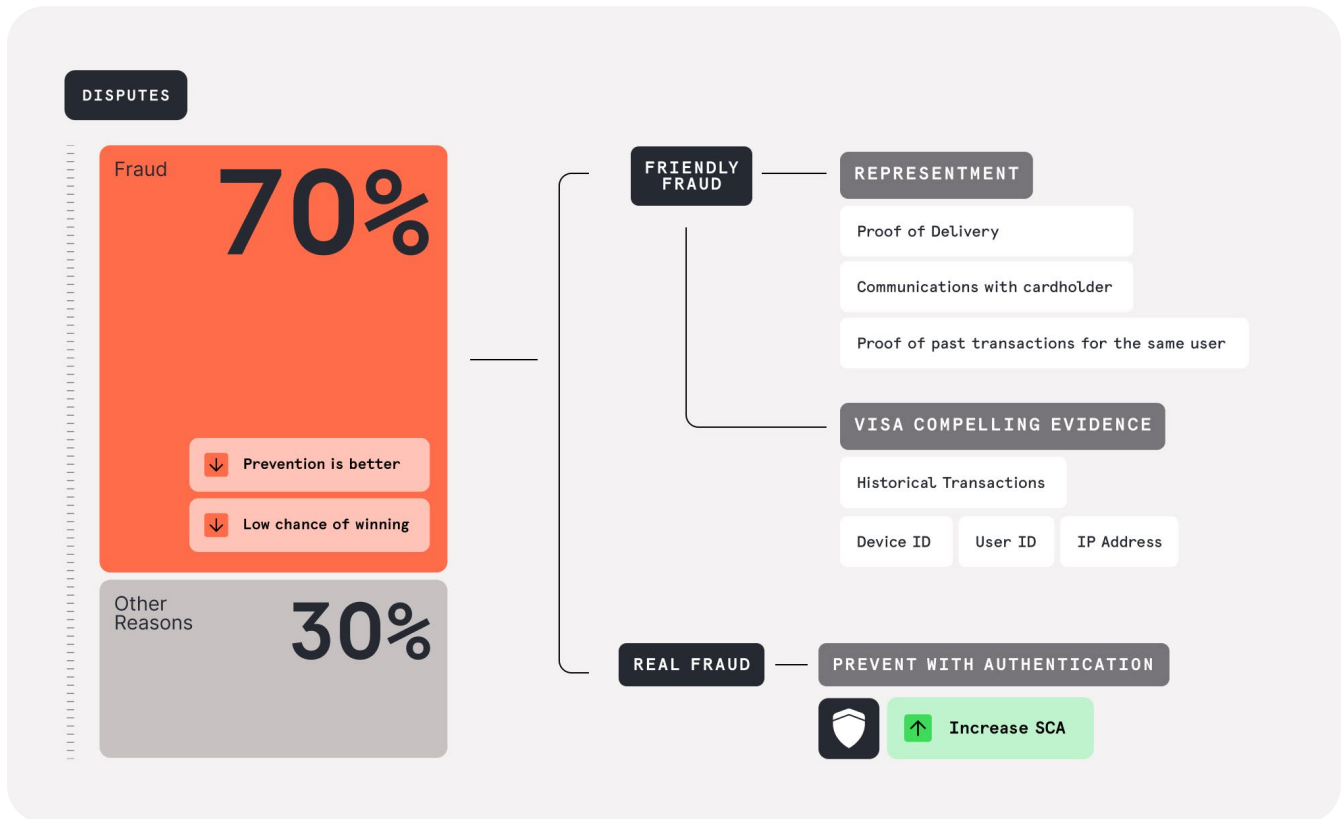 DISPUTES
Fraud
70%
Prevention is better
Low chance of winning
Other
Reasons
30%
FRIENDLY
FRAUD
REPRESENTMENT
Proof of Delivery
Communications with cardholder
Proof of past transactions for the same user
VISA COMPELLING EVIDENCE
Historical Transactions
Device ID
User ID
IP Address
REAL FRAUD
PREVENT WITH AUTHENTICATION
Increase SCA